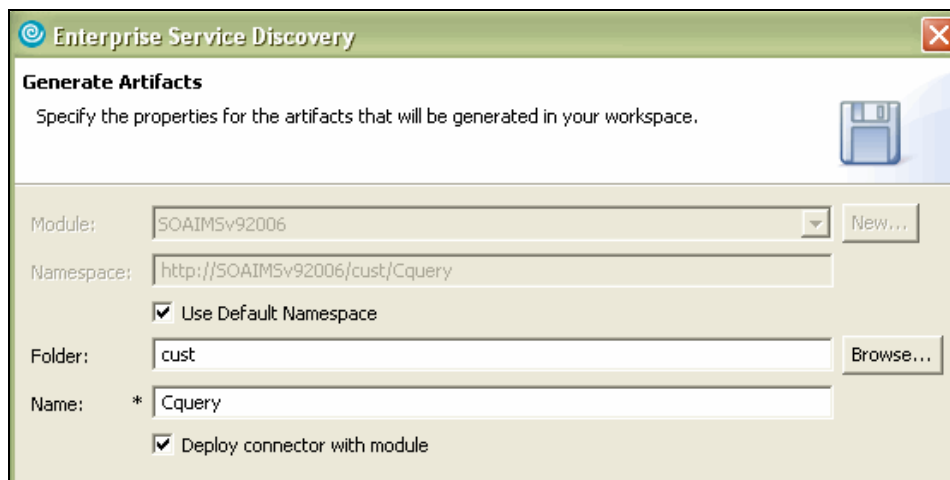 Enterprise Service Discovery
Generate Artifacts
Specify the properties for the artifacts that will be generated in your workspace.
Module: SOAIMSv92006 New...
Namespace: http://SOAIMSv92006/cust/Cquery
Use Default Namespace
Folder: cust Browse...
Name: * Cquery
Deploy connector with module